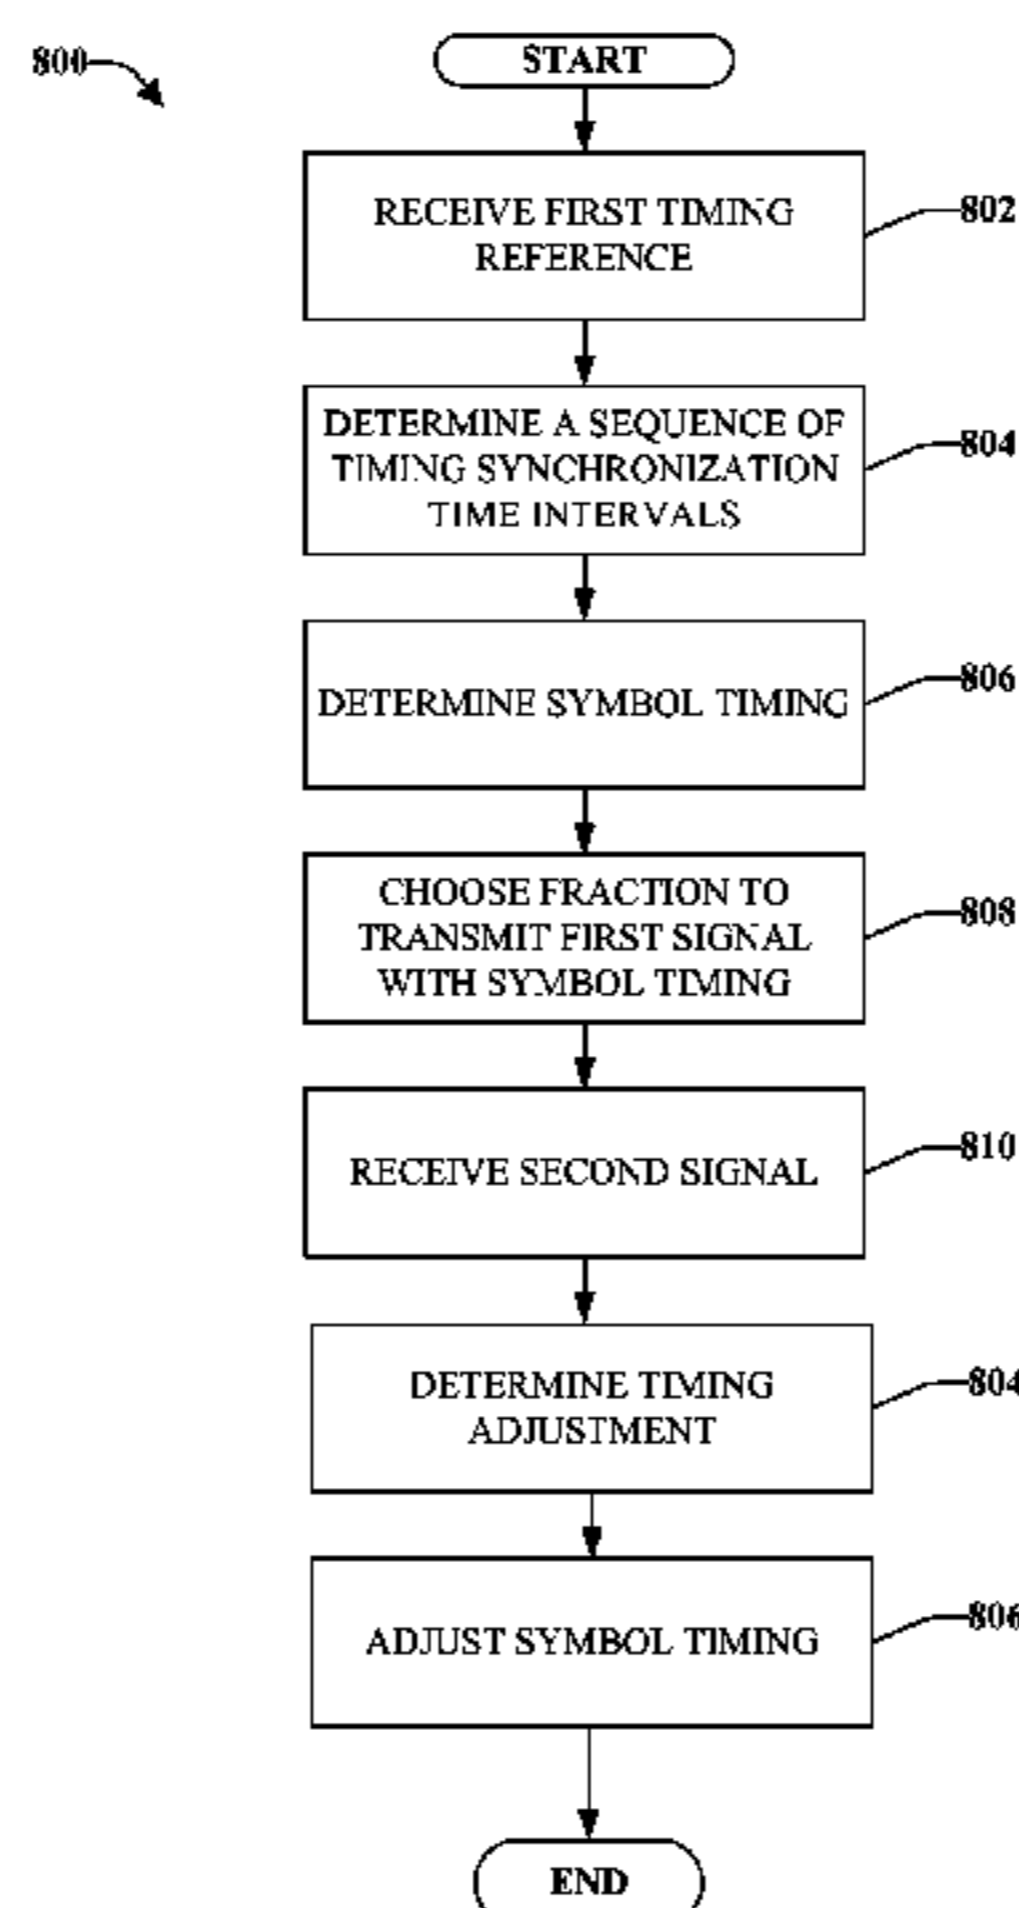 800
START
RECEIVE FIRST TIMING
REFERENCE
802
DETERMINE A SEQUENCE OF
TIMING SYNCHRONIZATION
TIME INTERVALS
804
DETERMINE SYMBOL TIMING
806
CHOOSE FRACTION TO
TRANSMIT FIRST SIGNAL
WITH SYMBOL TIMING
808
RECEIVE SECOND SIGNAL
810
DETERMINE TIMING
ADJUSTMENT
804
ADJUST SYMBOL TIMING
806
END